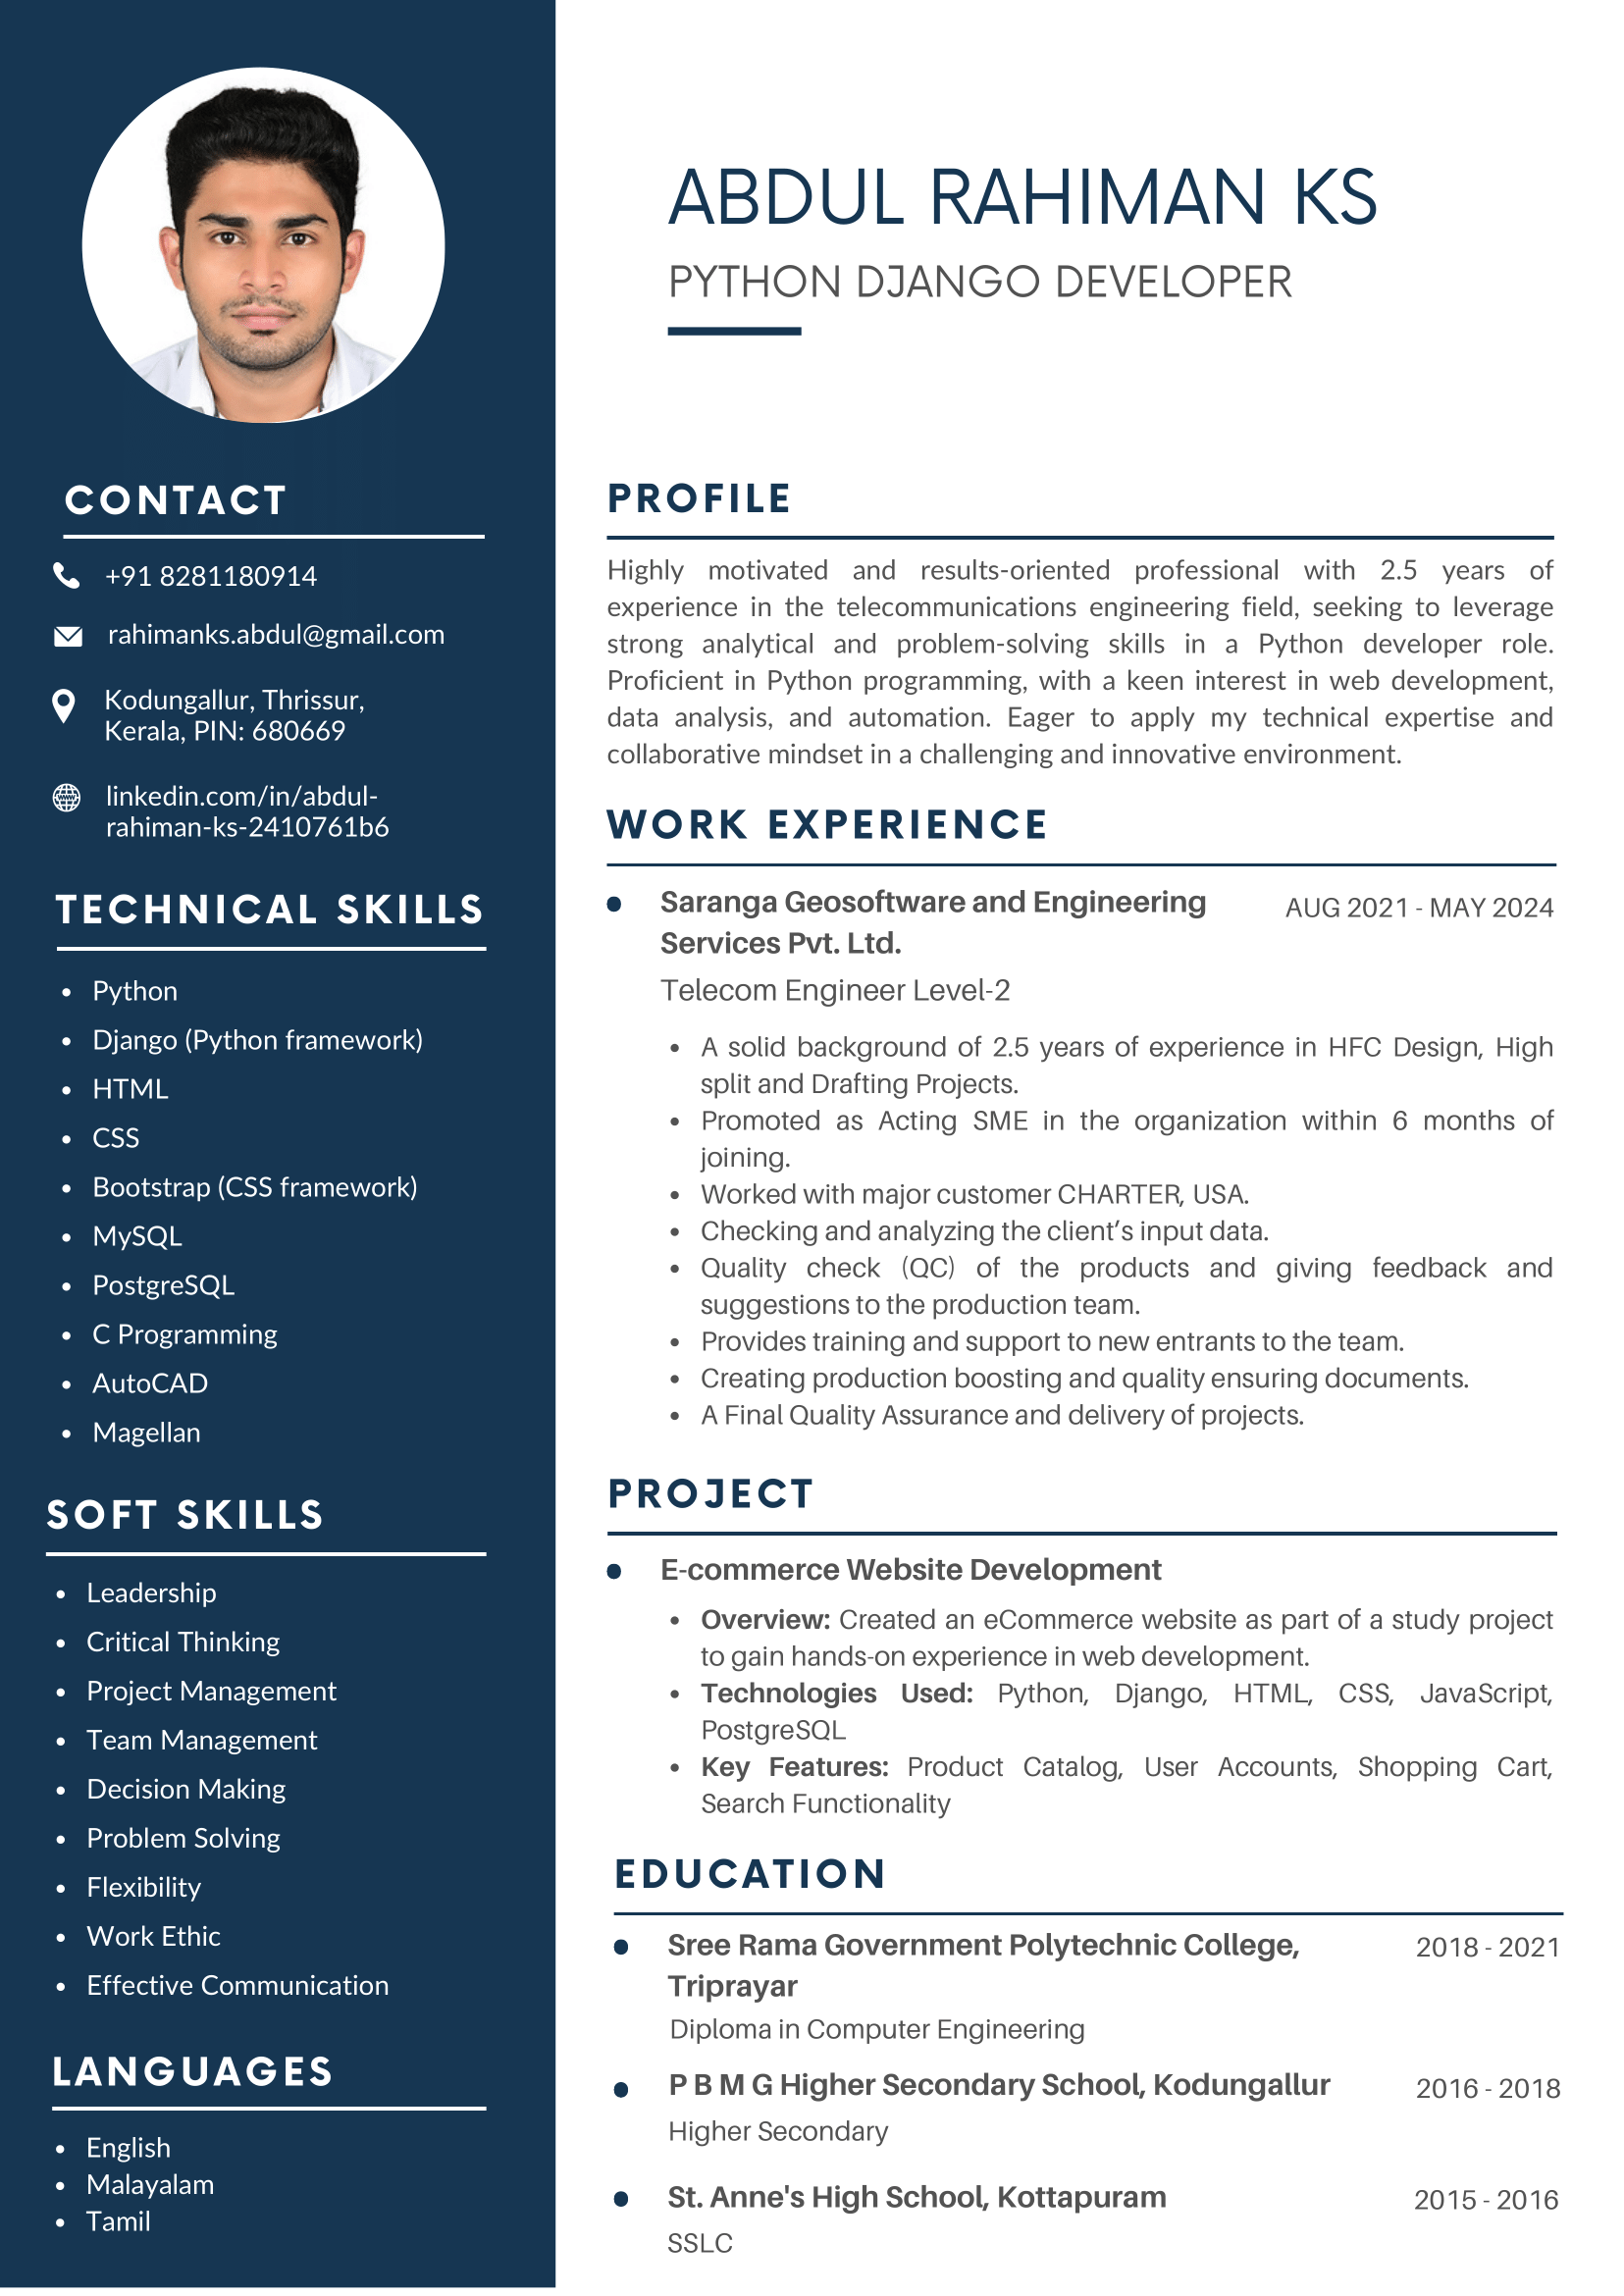 ABDUL RAHIMAN KS
PYTHON DJANGO DEVELOPER
CONTACT
+91 8281180914
rahimanks.abdul@gmail.com
Kodungallur, Thrissur,
Kerala, PIN: 680669
linkedin.com/in/abdul-
rahiman-ks-2410761b6
TECHNICAL SKILLS
Python
Django (Python framework)
HTML
CSS
Bootstrap (CSS framework)
MySQL
PostgreSQL
C Programming
AutoCAD
Magellan
SOFT SKILLS
Leadership
Critical Thinking
Project Management
Team Management
Decision Making
Problem Solving
Flexibility
Work Ethic
Effective Communication
LANGUAGES
English
Malayalam
Tamil
PROFILE
Highly motivated and results-oriented professional with 2.5 years of
experience in the telecommunications engineering field, seeking to leverage
strong analytical and problem-solving skills in a Python developer role.
Proficient in Python programming, with a keen interest in web development,
data analysis, and automation. Eager to apply my technical expertise and
collaborative mindset in a challenging and innovative environment.
WORK EXPERIENCE
Saranga Geosoftware and Engineering AUG 2021 - MAY 2024
Services Pvt. Ltd.
Telecom Engineer Level-2
A solid background of 2.5 years of experience in HFC Design, High
split and Drafting Projects.
Promoted as Acting SME in the organization within 6 months of
joining.
Worked with major customer CHARTER, USA.
Checking and analyzing the client's input data.
Quality check (QC) of the products and giving feedback and
suggestions to the production team.
Provides training and support to new entrants to the team.
Creating production boosting and quality ensuring documents.
A Final Quality Assurance and delivery of projects.
PROJECT
E-commerce Website Development
Overview: Created an eCommerce website as part of a study project
to gain hands-on experience in web development.
Technologies Used: Python, Django, HTML, CSS, JavaScript,
PostgreSQL
Key Features: Product Catalog, User Accounts, Shopping Cart,
Search Functionality
EDUCATION
Sree Rama Government Polytechnic College, 2018 - 2021
Triprayar
Diploma in Computer Engineering
P B M G Higher Secondary School, Kodungallur 2016 - 2018
Higher Secondary
St. Anne's High School, Kottapuram 2015 - 2016
SSLC